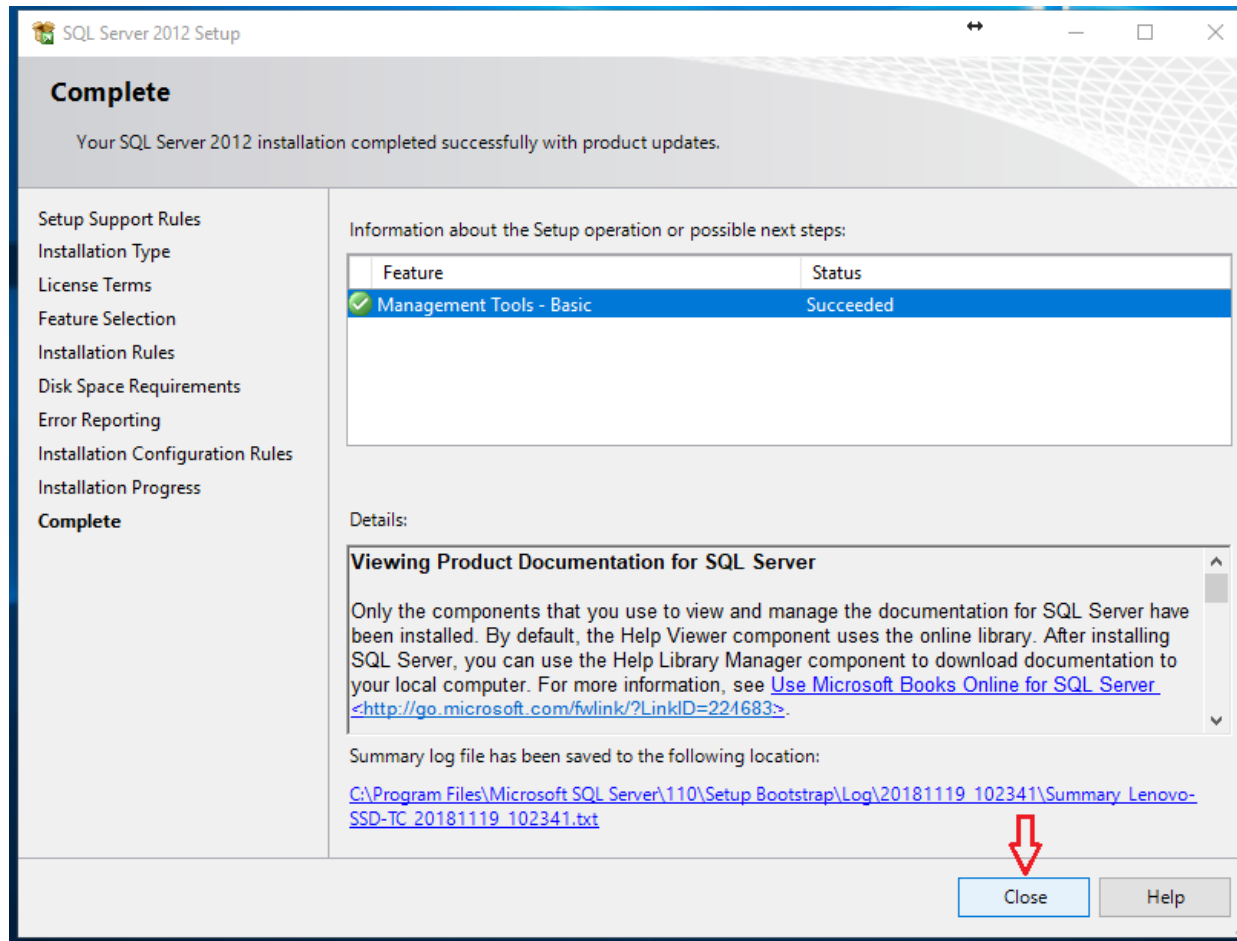 SQL Server 2012 Setup
Complete
Your SQL Server 2012 installation completed successfully with product updates.
Setup Support Rules
Installation Type
License Terms
Feature Selection
Installation Rules
Disk Space Requirements
Error Reporting
Installation Configuration Rules
Installation Progress
Complete
Information about the Setup operation or possible next steps:
Feature Status
Management Tools - Basic Succeeded
Details:
Viewing Product Documentation for SQL Server
Only the components that you use to view and manage the documentation for SQL Server have
been installed. By default, the Help Viewer component uses the online library. After installing
SQL Server, you can use the Help Library Manager component to download documentation to
your local computer. For more information, see Use Microsoft Books Online for SQL Server
<http://go.microsoft.com/fwlink/?LinkID=224683>.
Summary log file has been saved to the following location:
C:\Program Files\Microsoft SQL Server\110\Setup Bootstrap\Log\20181119_102341\Summary_Lenovo-
SSD-TC_20181119_102341.txt
Close Help